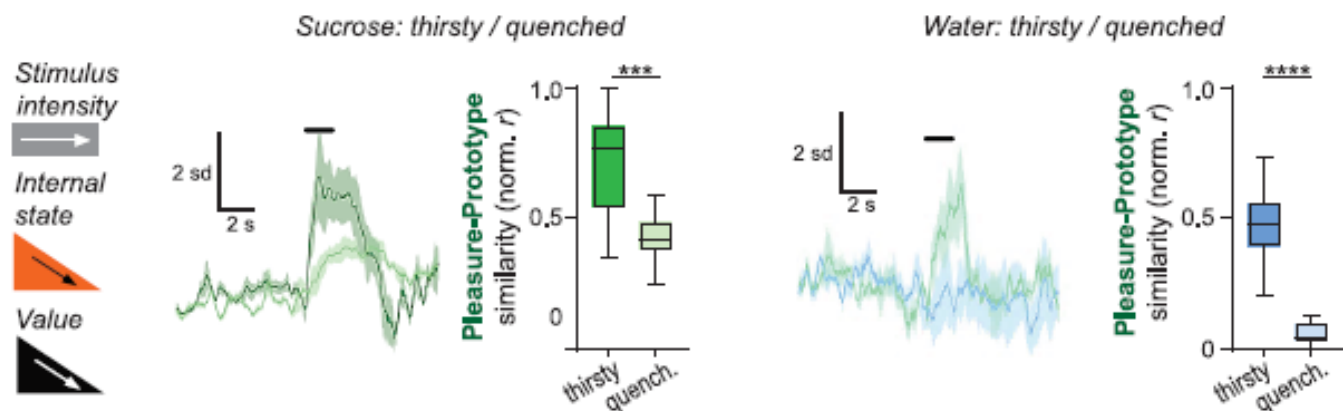 Sucrose: thirsty / quenched
Water: thirsty / quenched
Stimulus
intensity
Internal
state
Value
2 sd
2 s
Pleasure-Prototype
similarity (norm. r)
1.0
0.5
0
***
thirsty
quench.
2 sd
2 s
Pleasure-Prototype
similarity (norm. r)
1.0
0.5
0
****
thirsty
quench.